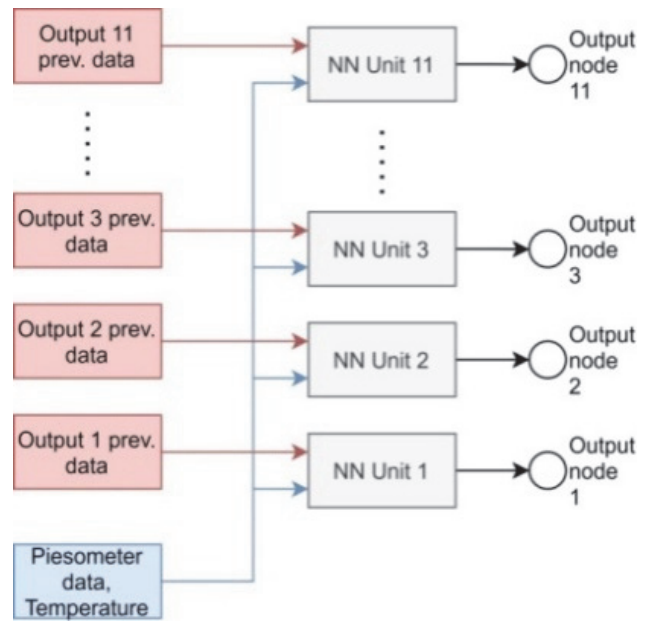 Output 11
prev. data
NN Unit 11
Output
node
11
Output 3 prev.
data
NN Unit 3
Output
node
3
Output 2 prev.
data
NN Unit 2
Output
node
2
Output 1 prev.
data
NN Unit 1
Output
node
1
Piesometer
data,
Temperature